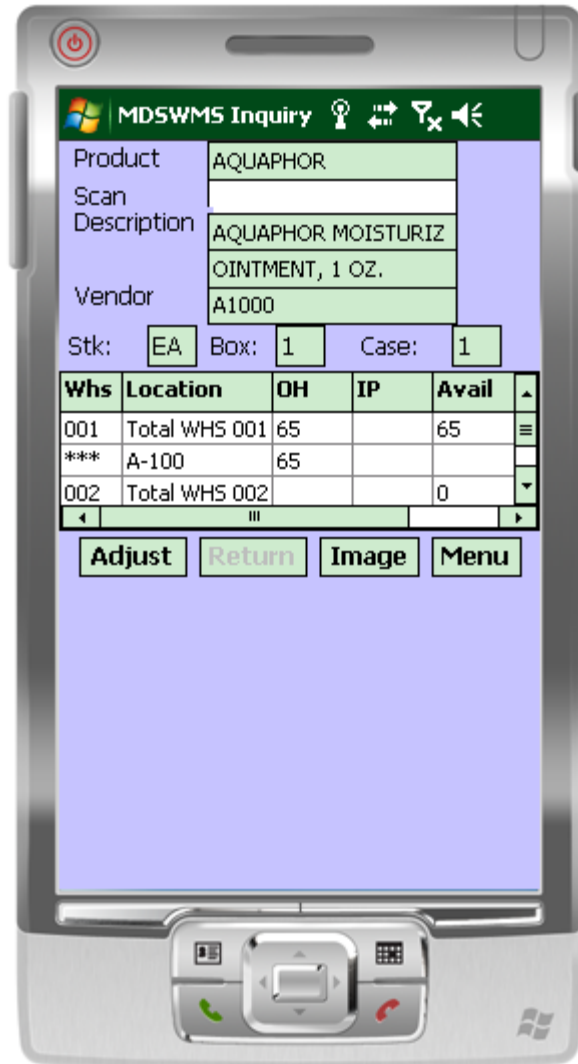 MDSWMS Inquiry
Product AQUAPHOR
Scan
Description AQUAPHOR MOISTURIZ
OINTMENT, 1 OZ.
Vendor A1000
Stk: EA Box: 1 Case: 1
Whs Location OH IP Avail
001 Total WHS 001 65 65
*** A-100 65
002 Total WHS 002 0
Adjust Return Image Menu